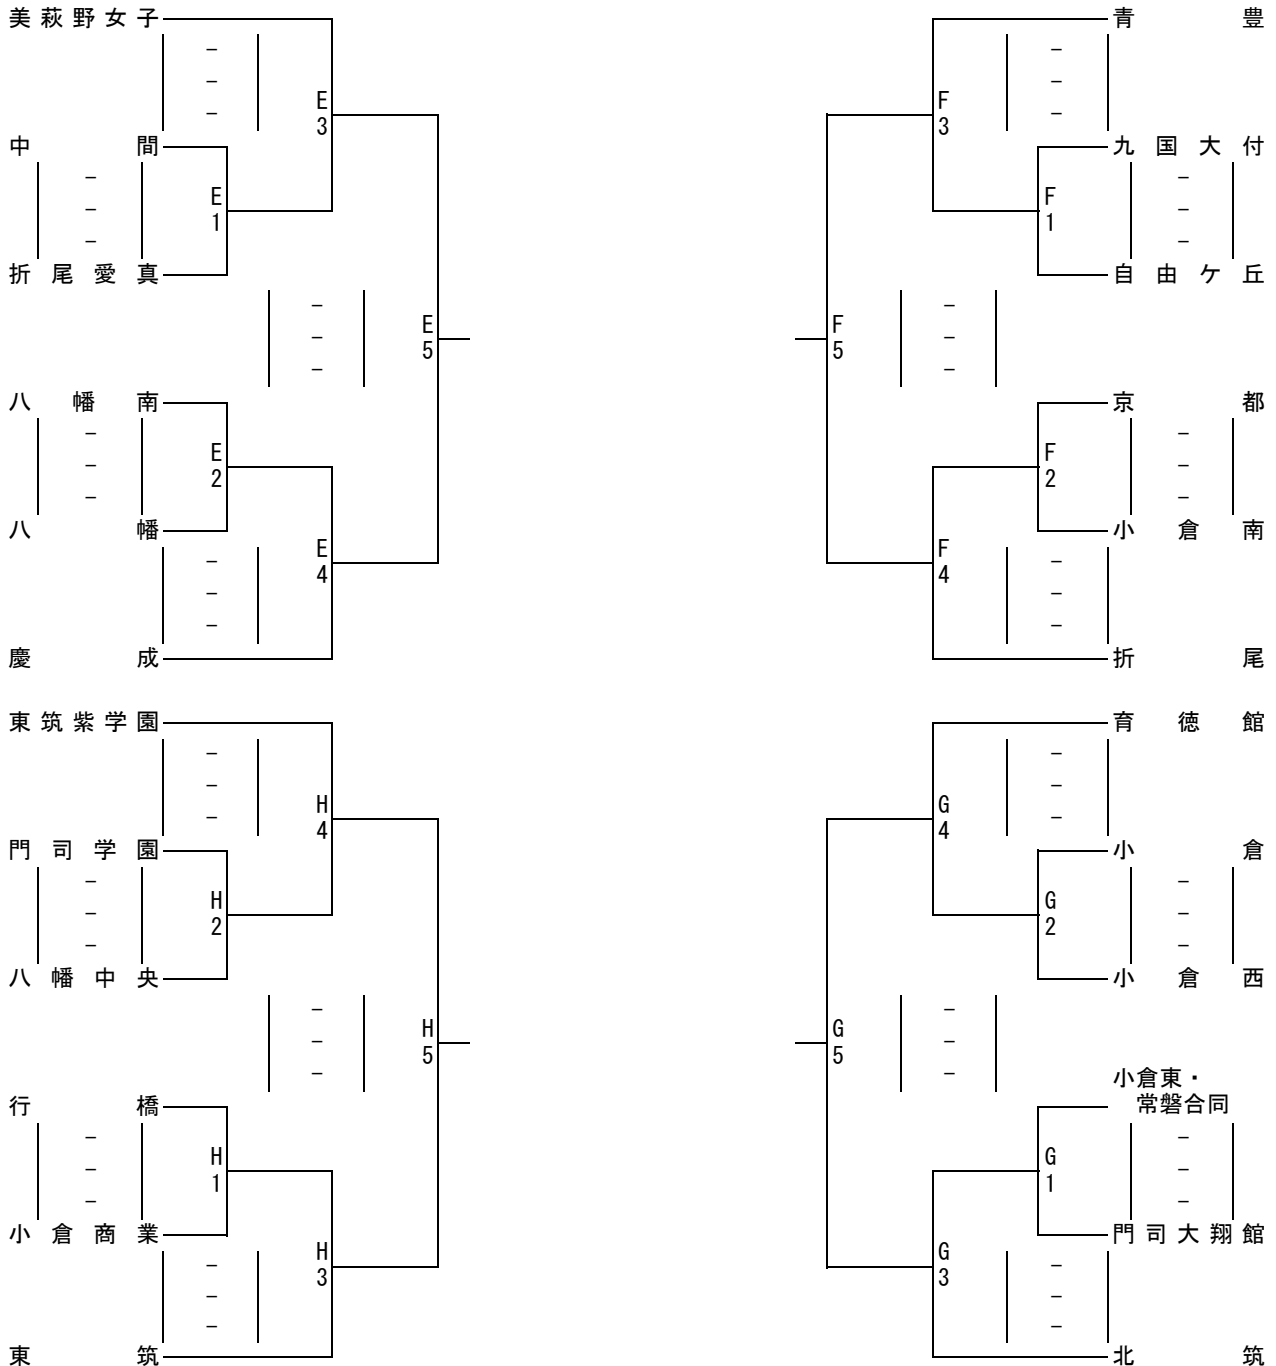 美萩野女子
-
-
-
E3
中間
-
-
-
E1
折尾愛真
-
-
-
E5
八幡南
-
-
-
E2
八幡
-
-
-
E4
慶成
青豊
-
-
-
F3
九国大付
-
-
-
F1
自由ケ丘
-
-
-
F5
京都
-
-
-
F2
小倉南
-
-
-
F4
折尾
東筑紫学園
-
-
-
H4
門司学園
-
-
-
H2
八幡中央
-
-
-
H5
行橋
-
-
-
H1
小倉商業
-
-
-
H3
東筑
育徳館
-
-
-
G4
小倉
-
-
-
G2
小倉西
-
-
-
G5
小倉東・
常磐合同
-
-
-
G1
門司大翔館
-
-
-
G3
北筑